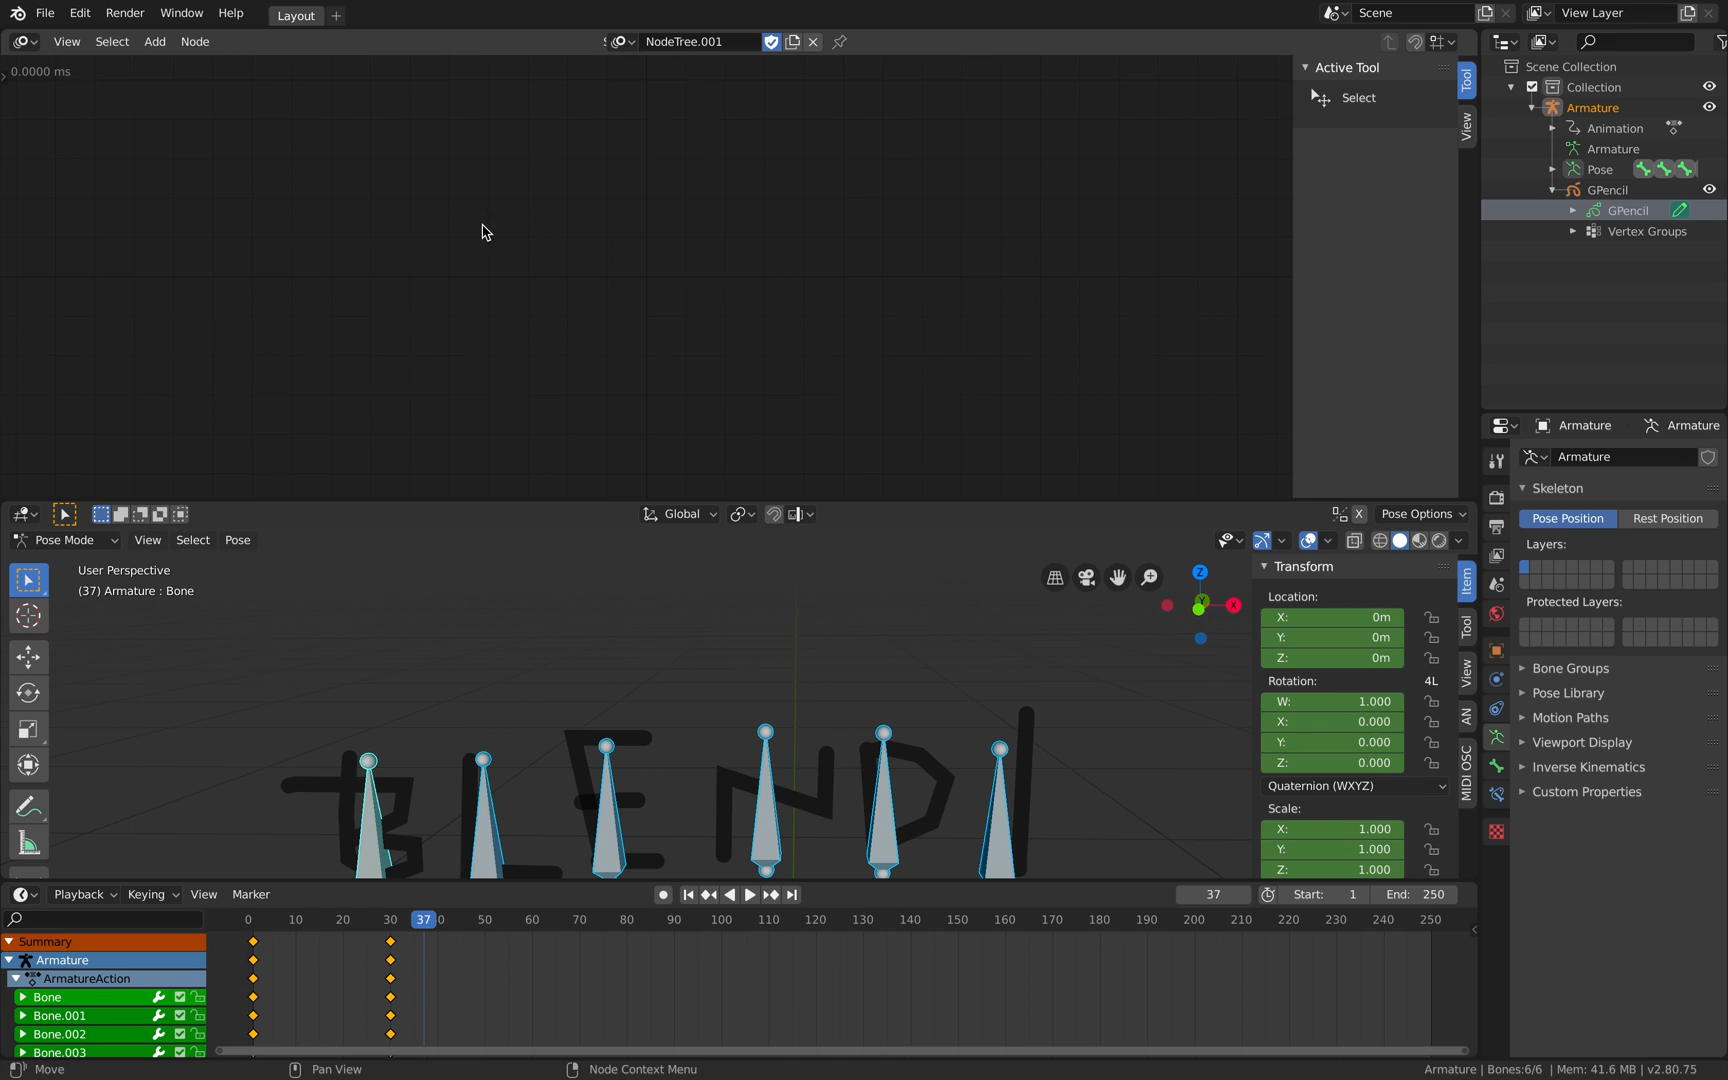 File Edit Render Window Help Layout + Scene View Layer
View Select Add Node NodeTree.001
0.0000 ms
Active Tool
Select
Tool
View
Scene Collection
Collection
Armature
Animation
Armature
Pose
GPencil
GPencil
Vertex Groups
Armature Armature
Armature
Skeleton
Pose Position Rest Position
Layers:
Protected Layers:
Bone Groups
Pose Library
Motion Paths
Viewport Display
Inverse Kinematics
Custom Properties
Global X Pose Options
Pose Mode View Select Pose
User Perspective
(37) Armature : Bone
Z
Y
X
BLENDI
Transform
Location:
X: 0m
Y: 0m
Z: 0m
Rotation: 4L
W: 1.000
X: 0.000
Y: 0.000
Z: 0.000
Quaternion (WXYZ)
Scale:
X: 1.000
Y: 1.000
Z: 1.000
Item
Tool
View
AN
MIDI OSC
Playback Keying View Marker 37 Start: 1 End: 250
0 10 20 30 37 0 50 60 70 80 90 100 110 120 130 140 150 160 170 180 190 200 210 220 230 240 250
Summary
Armature
ArmatureAction
Bone
Bone.001
Bone.002
Bone.003
Move Pan View Node Context Menu Armature | Bones:6/6 | Mem: 41.6 MB | v2.80.75